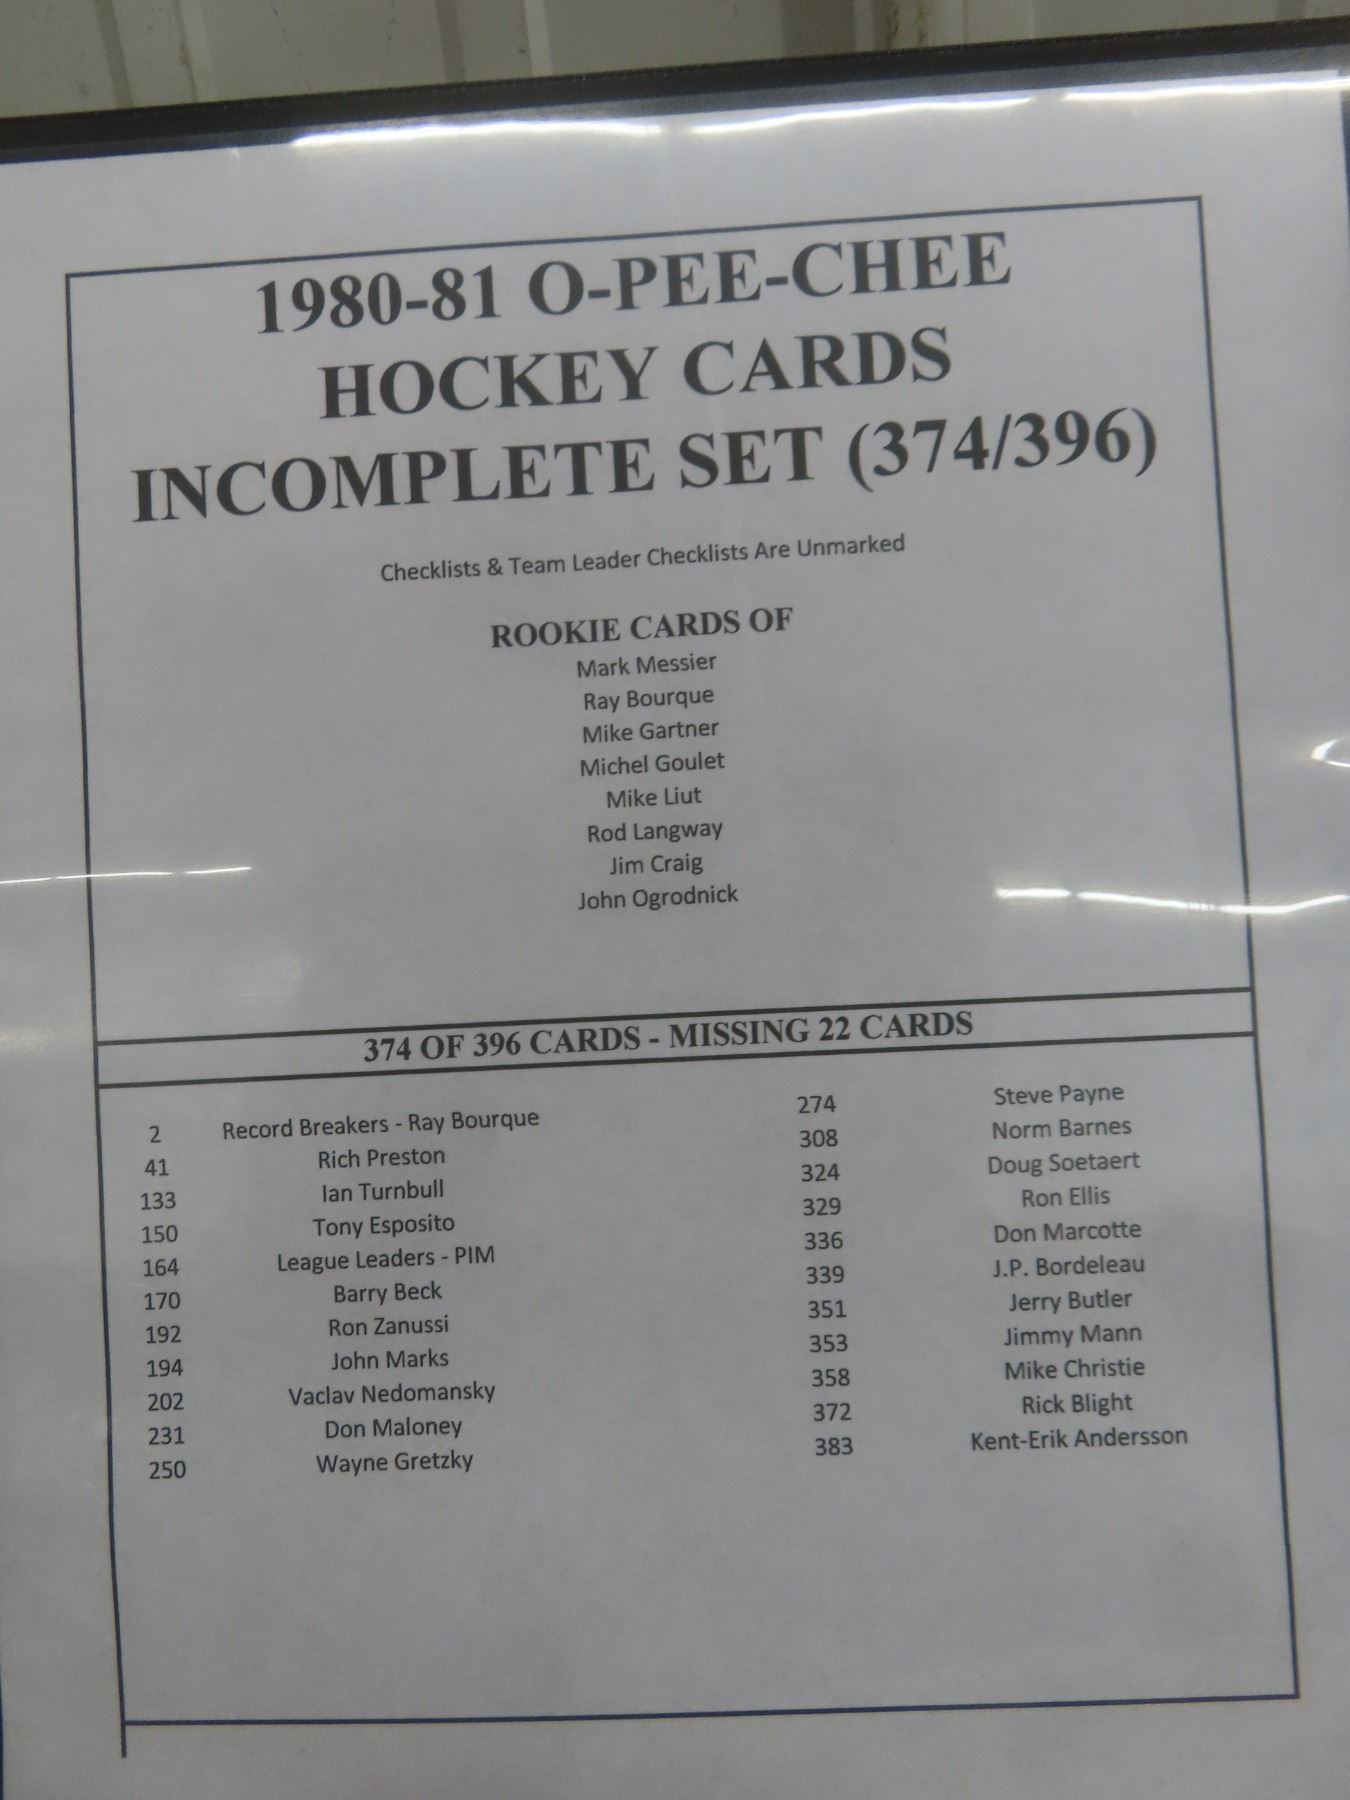 1980-81 O-PEE-CHEE
HOCKEY CARDS
INCOMPLETE SET (374/396)
Checklists & Team Leader Checklists Are Unmarked
ROOKIE CARDS OF
Mark Messier
Ray Bourque
Mike Gartner
Michel Goulet
Mike Liut
Rod Langway
Jim Craig
John Ogrodnick
374 OF 396 CARDS - MISSING 22 CARDS
2 Record Breakers - Ray Bourque
41 Rich Preston
133 Ian Turnbull
150 Tony Esposito
164 League Leaders - PIM
170 Barry Beck
192 Ron Zanussi
194 John Marks
202 Vaclav Nedomansky
231 Don Maloney
250 Wayne Gretzky
274 Steve Payne
308 Norm Barnes
324 Doug Soetaert
329 Ron Ellis
336 Don Marcotte
339 J.P. Bordeleau
351 Jerry Butler
353 Jimmy Mann
358 Mike Christie
372 Rick Blight
383 Kent-Erik Andersson